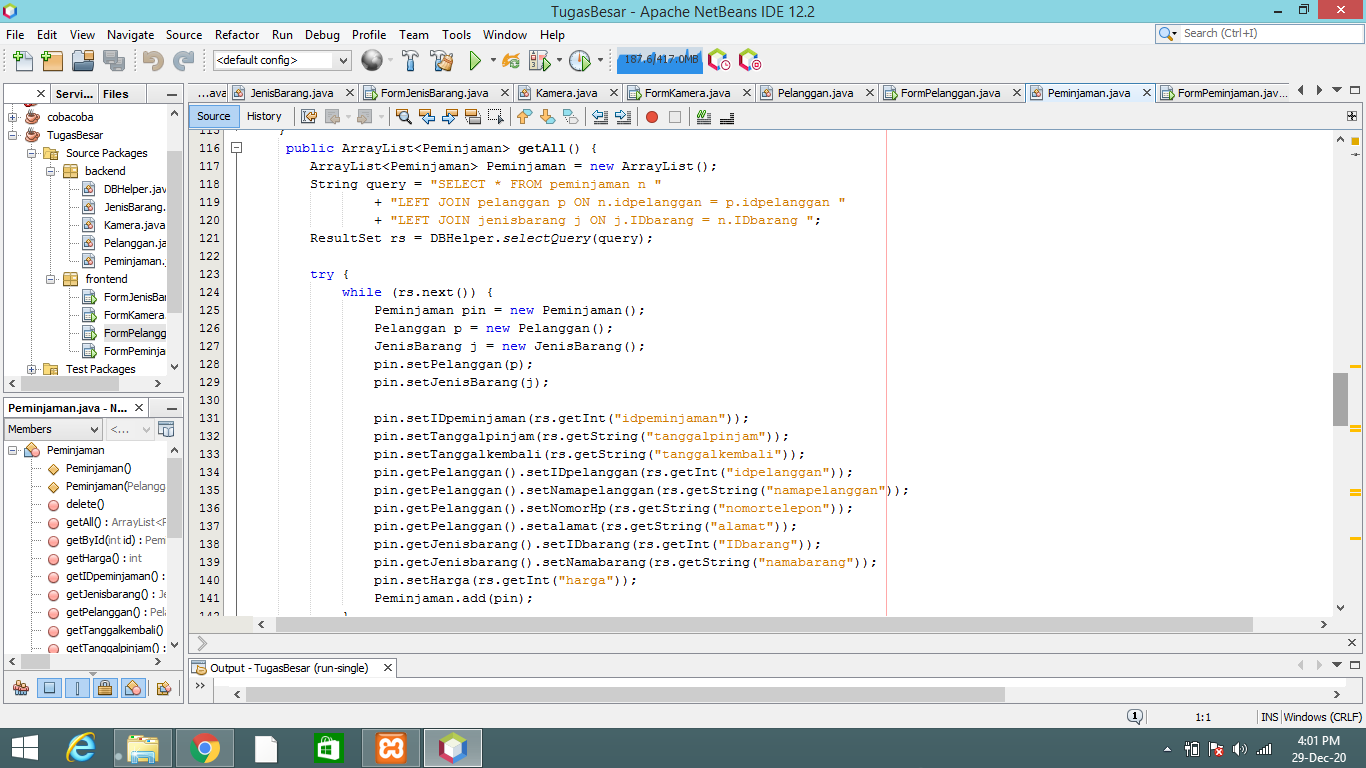 TugasBesar - Apache NetBeans IDE 12.2
File Edit View Navigate Source Refactor Run Debug Profile Team Tools Window Help
Search (Ctrl+I)
<default config>
187.6/417.0MB
Servi... Files
...ava JenisBarang.java FormJenisBarang.java Kamera.java FormKamera.java Pelanggan.java FormPelanggan.java Peminjaman.java FormPeminjaman.jav...
Source History
cobacoba
TugasBesar
Source Packages
backend
DBHelper.jav
JenisBarang.
Kamera.java
Pelanggan.ja
Peminjaman.
frontend
FormJenisBar
FormKamera.
FormPelangg
FormPeminja
Test Packages
Peminjaman.java - N...
Members
<...
Peminjaman
Peminjaman()
Peminjaman(Pelangg
delete()
getAll() : ArrayList<P
getById(int id) : Pem
getHarga() : int
getIDpeminjaman() :
getJenisbarang() : Je
getPelanggan() : Pel
getTanggalkembali()
getTanggalpinjam() :
115 }
116 public ArrayList<Peminjaman> getAll() {
117 ArrayList<Peminjaman> Peminjaman = new ArrayList();
118 String query = "SELECT * FROM peminjaman n "
119 + "LEFT JOIN pelanggan p ON n.idpelanggan = p.idpelanggan "
120 + "LEFT JOIN jenisbarang j ON j.IDbarang = n.IDbarang ";
121 ResultSet rs = DBHelper.selectQuery(query);
122
123 try {
124 while (rs.next()) {
125 Peminjaman pin = new Peminjaman();
126 Pelanggan p = new Pelanggan();
127 JenisBarang j = new JenisBarang();
128 pin.setPelanggan(p);
129 pin.setJenisBarang(j);
130
131 pin.setIDpeminjaman(rs.getInt("idpeminjaman"));
132 pin.setTanggalpinjam(rs.getString("tanggalpinjam"));
133 pin.setTanggalkembali(rs.getString("tanggalkembali"));
134 pin.getPelanggan().setIDpelanggan(rs.getInt("idpelanggan"));
135 pin.getPelanggan().setNamapelanggan(rs.getString("namapelanggan"));
136 pin.getPelanggan().setNomorHp(rs.getString("nomortelepon"));
137 pin.getPelanggan().setalamat(rs.getString("alamat"));
138 pin.getJenisbarang().setIDbarang(rs.getInt("IDbarang"));
139 pin.getJenisbarang().setNamabarang(rs.getString("namabarang"));
140 pin.setHarga(rs.getInt("harga"));
141 Peminjaman.add(pin);
142 }
Output - TugasBesar (run-single)
1
1:1 INS Windows (CRLF)
4:01 PM
29-Dec-20